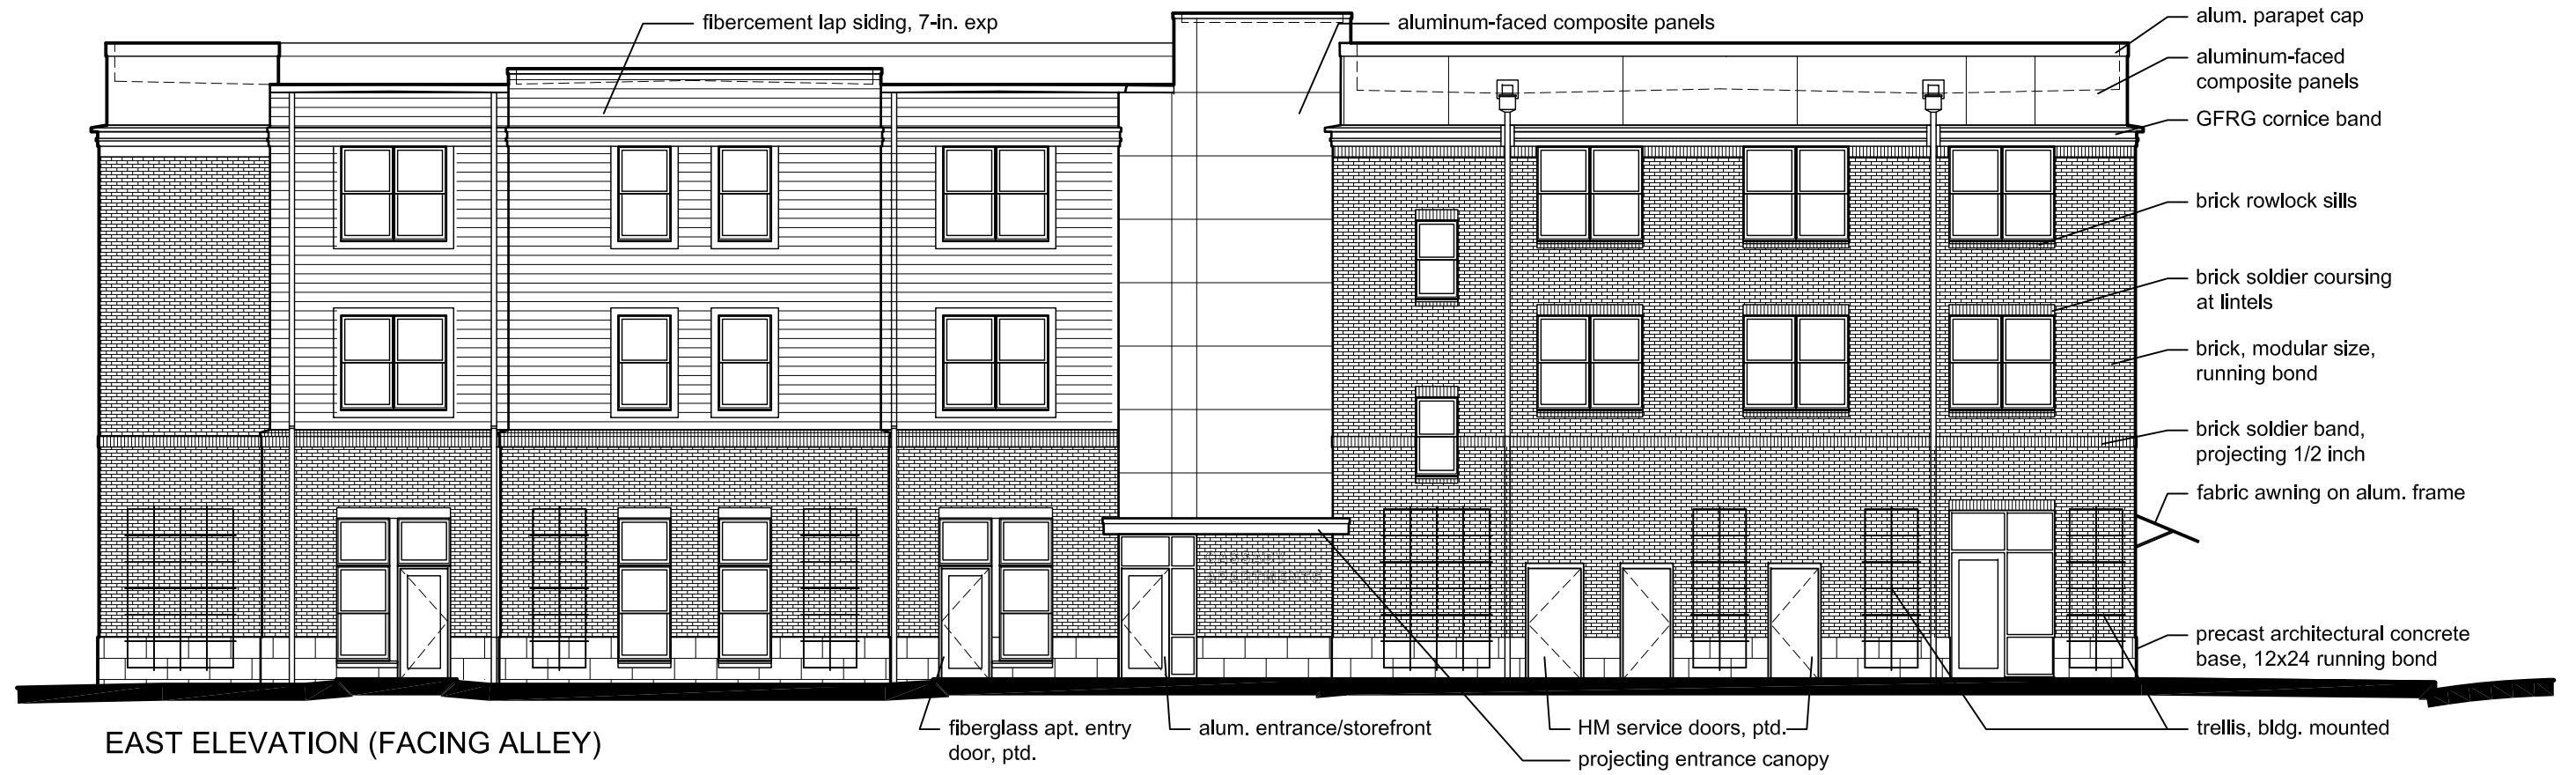 fibercement lap siding, 7-in. exp
aluminum-faced composite panels
alum. parapet cap
aluminum-faced
composite panels
GFRG cornice band
brick rowlock sills
brick soldier coursing
at lintels
brick, modular size,
running bond
brick soldier band,
projecting 1/2 inch
fabric awning on alum. frame
APARTMENTS
precast architectural concrete
base, 12x24 running bond
fiberglass apt. entry
door, ptd.
alum. entrance/storefront
HM service doors, ptd.
projecting entrance canopy
trellis, bldg. mounted
EAST ELEVATION (FACING ALLEY)